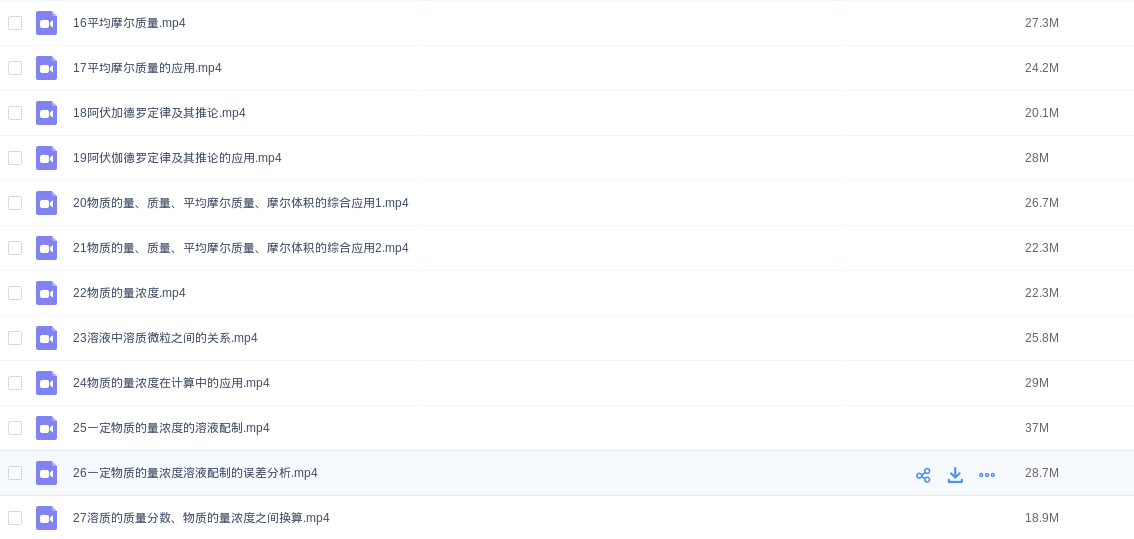 16平均摩尔质量.mp4 27.3M
17平均摩尔质量的应用.mp4 24.2M
18阿伏加德罗定律及其推论.mp4 20.1M
19阿伏伽德罗定律及其推论的应用.mp4 28M
20物质的量、质量、平均摩尔质量、摩尔体积的综合应用1.mp4 26.7M
21物质的量、质量、平均摩尔质量、摩尔体积的综合应用2.mp4 22.3M
22物质的量浓度.mp4 22.3M
23溶液中溶质微粒之间的关系.mp4 25.8M
24物质的量浓度在计算中的应用.mp4 29M
25一定物质的量浓度的溶液配制.mp4 37M
26一定物质的量浓度溶液配制的误差分析.mp4 28.7M
27溶质的质量分数、物质的量浓度之间换算.mp4 18.9M